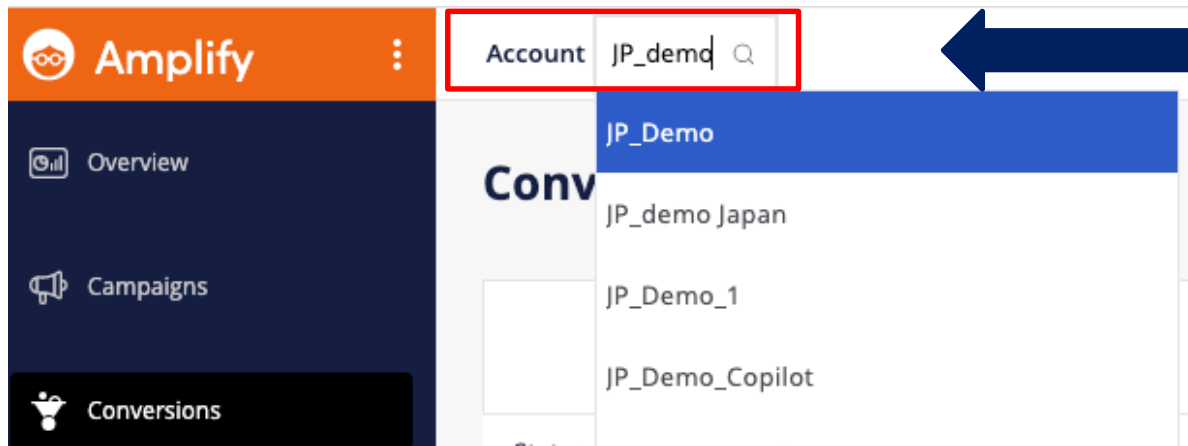 Amplify
Account JP_demo
JP_Demo
Overview
Conv
JP_demo Japan
Campaigns
JP_Demo_1
JP_Demo_Copilot
Conversions